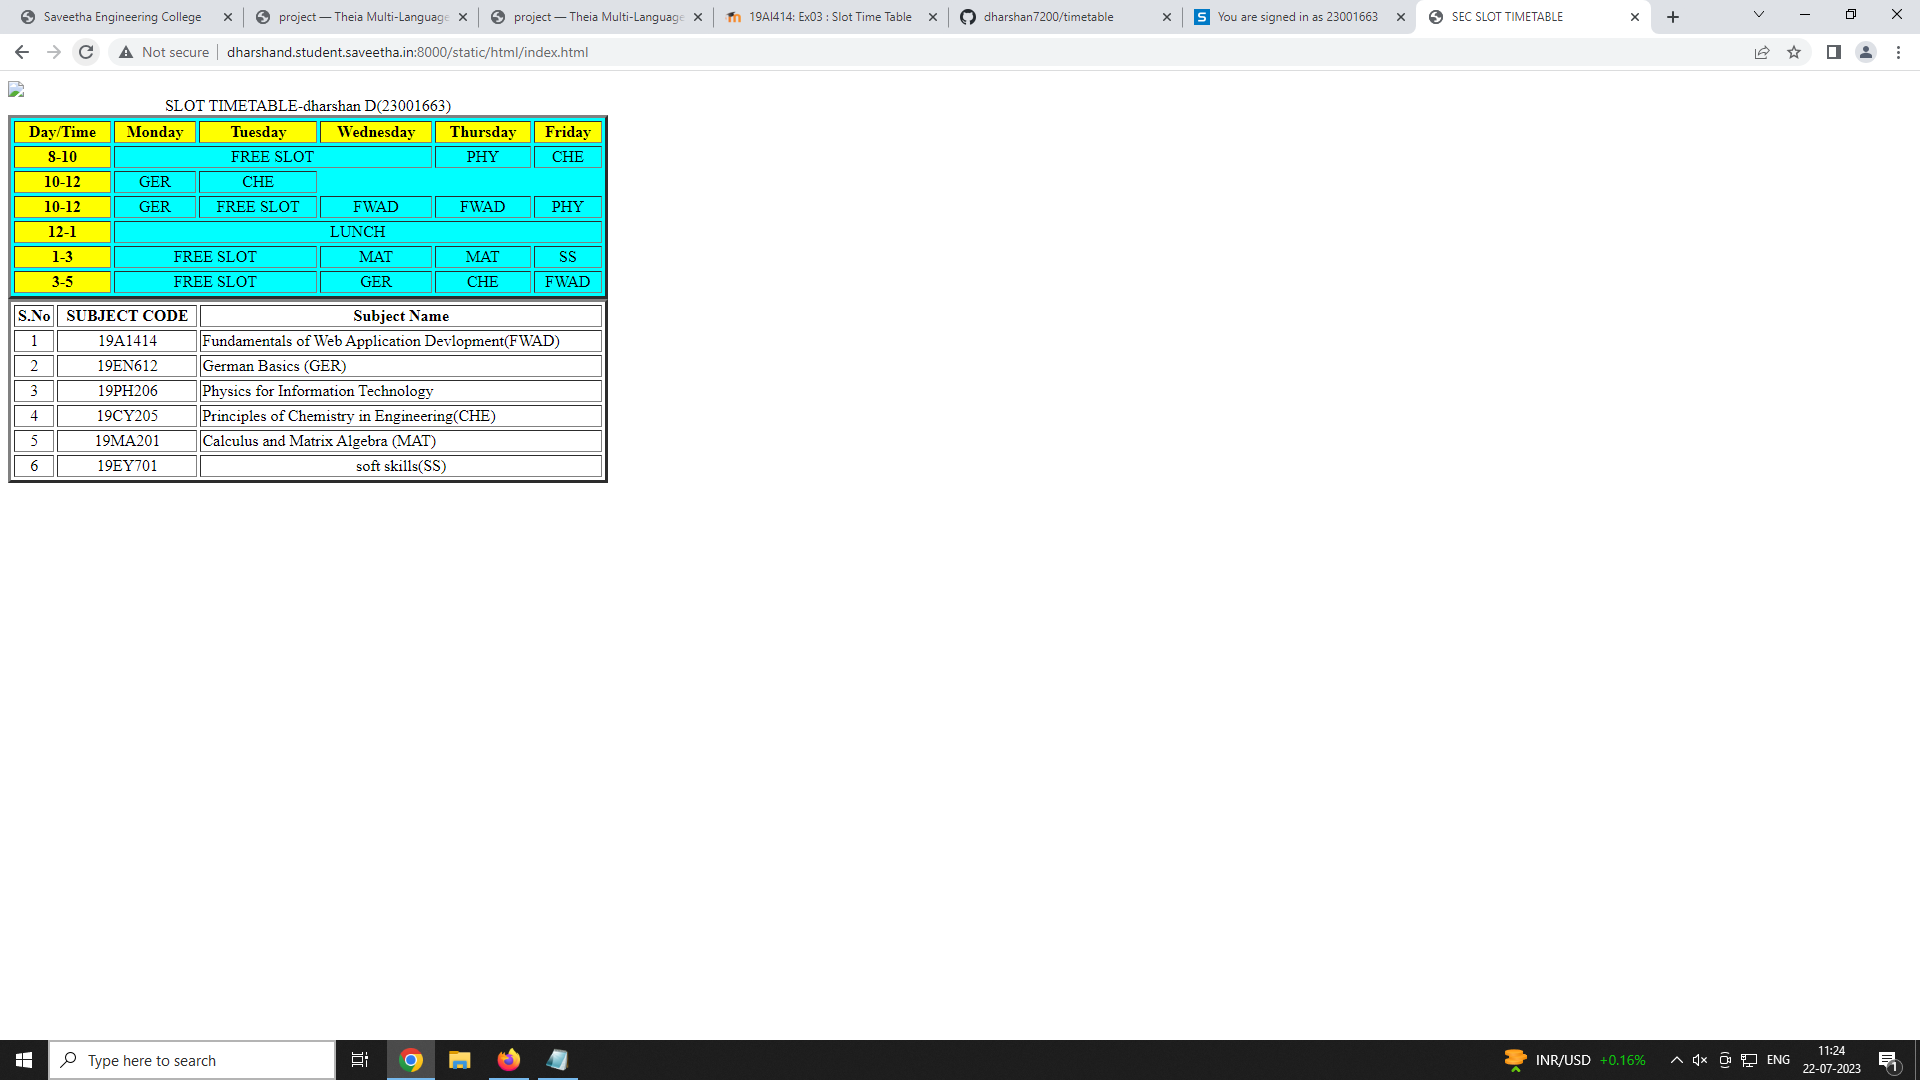 Saveetha Engineering College
project — Theia Multi-Language
project — Theia Multi-Language
19AI414: Ex03 : Slot Time Table
dharshan7200/timetable
You are signed in as 23001663
SEC SLOT TIMETABLE
Not secure dharshand.student.saveetha.in:8000/static/html/index.html
SLOT TIMETABLE-dharshan D(23001663)
Day/Time Monday Tuesday Wednesday Thursday Friday
8-10 FREE SLOT PHY CHE
10-12 GER CHE
10-12 GER FREE SLOT FWAD FWAD PHY
12-1 LUNCH
1-3 FREE SLOT MAT MAT SS
3-5 FREE SLOT GER CHE FWAD
S.No SUBJECT CODE Subject Name
1 19A1414 Fundamentals of Web Application Devlopment(FWAD)
2 19EN612 German Basics (GER)
3 19PH206 Physics for Information Technology
4 19CY205 Principles of Chemistry in Engineering(CHE)
5 19MA201 Calculus and Matrix Algebra (MAT)
6 19EY701 soft skills(SS)
Type here to search
INR/USD +0.16%
ENG
11:24
22-07-2023
1